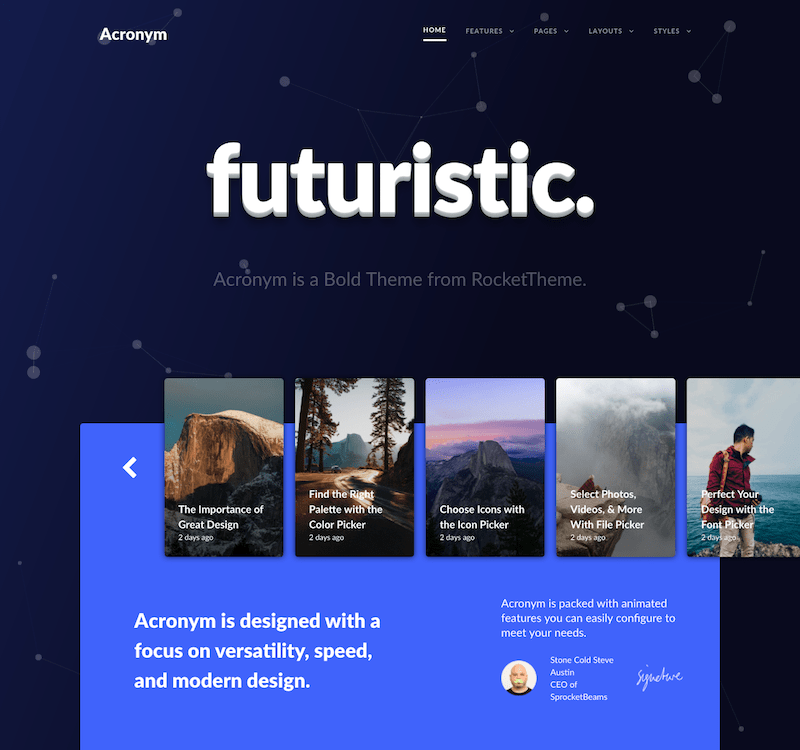 Acronym
HOME FEATURES PAGES LAYOUTS STYLES
futuristic.
Acronym is a Bold Theme from RocketTheme.
The Importance of
Great Design
2 days ago
Find the Right
Palette with the
Color Picker
2 days ago
Choose Icons with
the Icon Picker
2 days ago
Select Photos,
Videos, & More
With File Picker
2 days ago
Perfect Your
Design with the
Font Picker
2 days ago
Acronym is designed with a
focus on versatility, speed,
and modern design.
Acronym is packed with animated
features you can easily configure to
meet your needs.
Stone Cold Steve
Austin
CEO of
SprocketBeams
signature